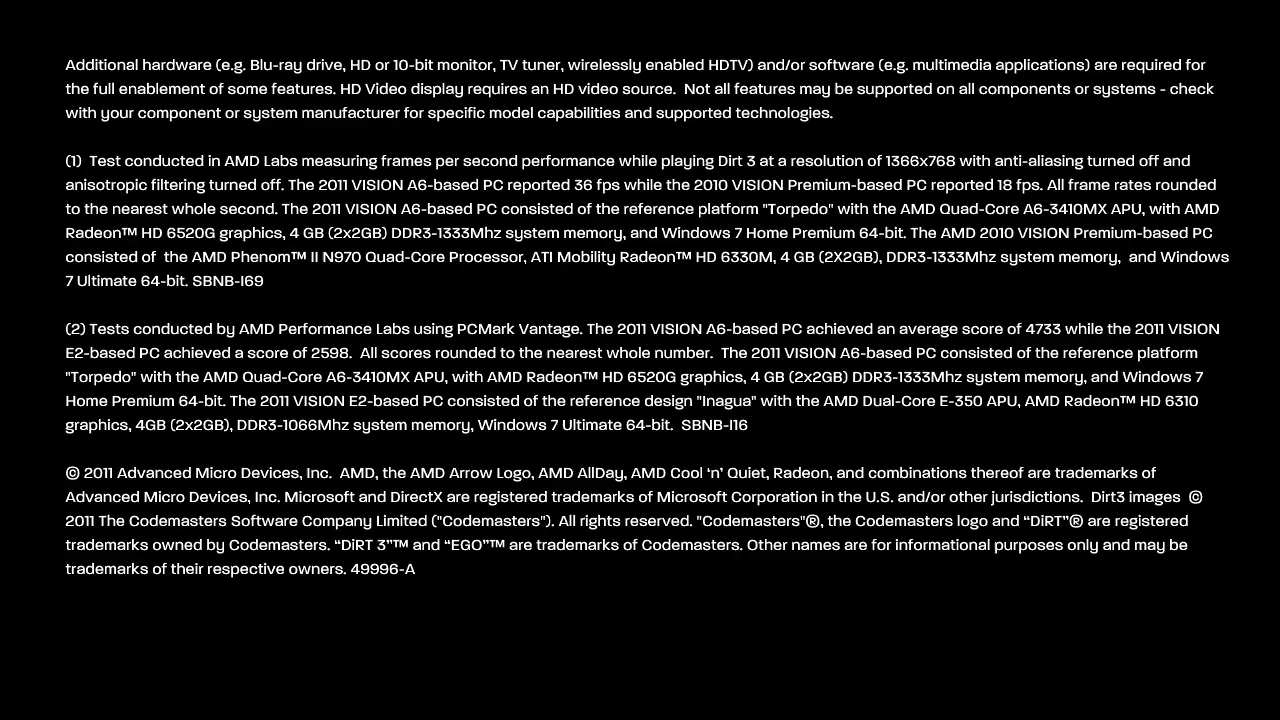 Additional hardware (e.g. Blu-ray drive, HD or 10-bit monitor, TV tuner, wirelessly enabled HDTV) and/or software (e.g. multimedia applications) are required for
the full enablement of some features. HD Video display requires an HD video source.  Not all features may be supported on all components or systems - check
with your component or system manufacturer for specific model capabilities and supported technologies.
(1)  Test conducted in AMD Labs measuring frames per second performance while playing Dirt 3 at a resolution of 1366x768 with anti-aliasing turned off and
anisotropic filtering turned off. The 2011 VISION A6-based PC reported 36 fps while the 2010 VISION Premium-based PC reported 18 fps. All frame rates rounded
to the nearest whole second. The 2011 VISION A6-based PC consisted of the reference platform "Torpedo" with the AMD Quad-Core A6-3410MX APU, with AMD
Radeon™ HD 6520G graphics, 4 GB (2x2GB) DDR3-1333Mhz system memory, and Windows 7 Home Premium 64-bit. The AMD 2010 VISION Premium-based PC
consisted of  the AMD Phenom™ II N970 Quad-Core Processor, ATI Mobility Radeon™ HD 6330M, 4 GB (2X2GB), DDR3-1333Mhz system memory,  and Windows
7 Ultimate 64-bit. SBNB-I69
(2) Tests conducted by AMD Performance Labs using PCMark Vantage. The 2011 VISION A6-based PC achieved an average score of 4733 while the 2011 VISION
E2-based PC achieved a score of 2598.  All scores rounded to the nearest whole number.  The 2011 VISION A6-based PC consisted of the reference platform
"Torpedo" with the AMD Quad-Core A6-3410MX APU, with AMD Radeon™ HD 6520G graphics, 4 GB (2x2GB) DDR3-1333Mhz system memory, and Windows 7
Home Premium 64-bit. The 2011 VISION E2-based PC consisted of the reference design "Inagua" with the AMD Dual-Core E-350 APU, AMD Radeon™ HD 6310
graphics, 4GB (2x2GB), DDR3-1066Mhz system memory, Windows 7 Ultimate 64-bit.  SBNB-I16
© 2011 Advanced Micro Devices, Inc.  AMD, the AMD Arrow Logo, AMD AllDay, AMD Cool ‘n’ Quiet, Radeon, and combinations thereof are trademarks of
Advanced Micro Devices, Inc. Microsoft and DirectX are registered trademarks of Microsoft Corporation in the U.S. and/or other jurisdictions.  Dirt3 images  ©
2011 The Codemasters Software Company Limited ("Codemasters"). All rights reserved. "Codemasters"®, the Codemasters logo and “DiRT”® are registered
trademarks owned by Codemasters. “DiRT 3”™ and “EGO”™ are trademarks of Codemasters. Other names are for informational purposes only and may be
trademarks of their respective owners. 49996-A